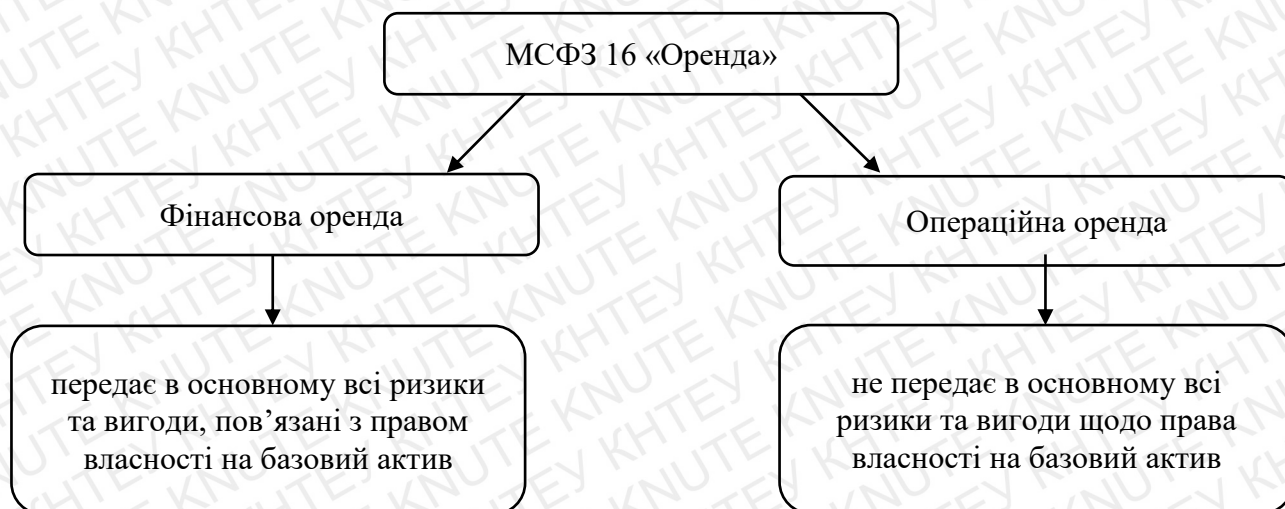 МСФЗ 16 «Оренда»
Фінансова оренда
Операційна оренда
передає в основному всі ризики
та вигоди, пов’язані з правом
власності на базовий актив
не передає в основному всі
ризики та вигоди щодо права
власності на базовий актив